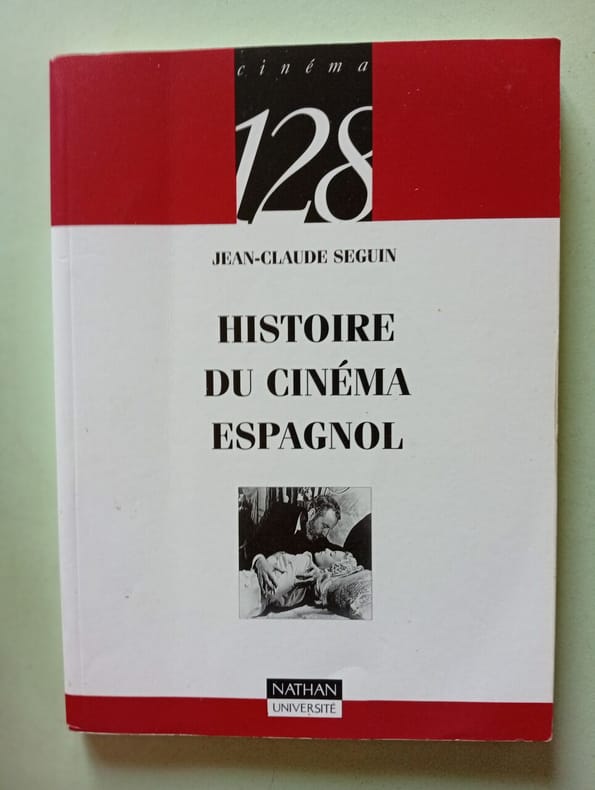 cinéma
128
JEAN-CLAUDE SEGUIN
HISTOIRE
DU CINÉMA
ESPAGNOL
NATHAN
UNIVERSITÉ